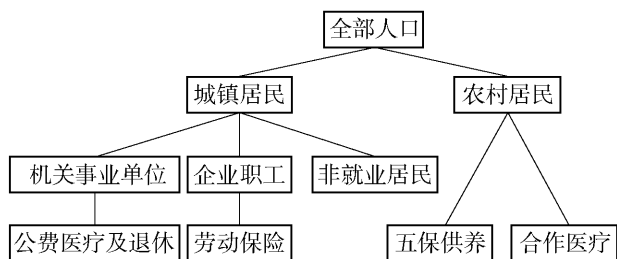 全部人口
城镇居民
农村居民
机关事业单位
企业职工
非就业居民
公费医疗及退休
劳动保险
五保供养
合作医疗